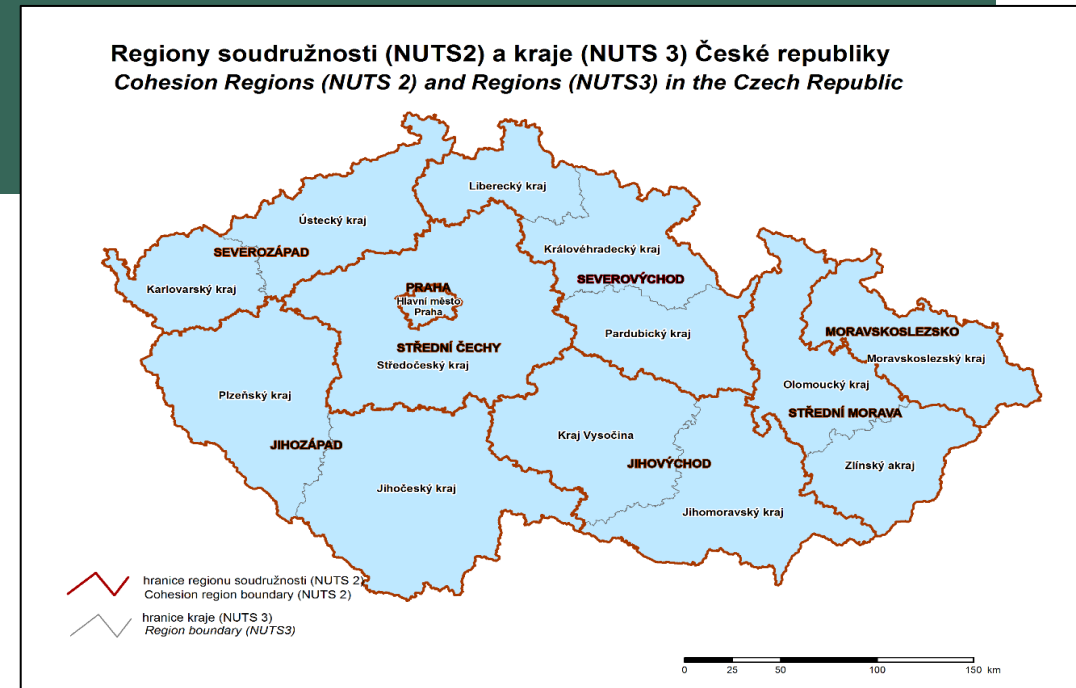 Regiony soudružnosti (NUTS2) a kraje (NUTS 3) České republiky
Cohesion Regions (NUTS 2) and Regions (NUTS3) in the Czech Republic
Liberecký kraj
Ústecký kraj
Královéhradecký kraj
SEVEROZÁPAD
SEVEROVÝCHOD
Karlovarský kraj
PRAHA
Hlavní město
Praha
Pardubický kraj
MORAVSKOSLEZSKO
STŘEDNÍ ČECHY
Středočeský kraj
Moravskoslezský kraj
Olomoucký kraj
Plzeňský kraj
STŘEDNÍ MORAVA
Kraj Vysočina
JIHOZÁPAD
JIHOVÝCHOD
Zlínský akraj
Jihočeský kraj
Jihomoravský kraj
hranice regionu soudružnosti (NUTS 2)
Cohesion region boundary (NUTS 2)
hranice kraje (NUTS 3)
Region boundary (NUTS3)
0 25 50 100 150 km